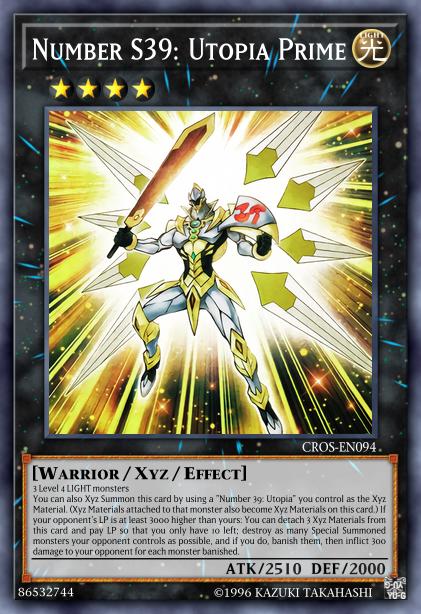 NUMBER S39: UTOPIA PRIME
LIGHT
光
39
CROS-EN094
[WARRIOR / XYZ / EFFECT]
3 Level 4 LIGHT monsters
You can also Xyz Summon this card by using a "Number 39: Utopia" you control as the Xyz
Material. (Xyz Materials attached to that monster also become Xyz Materials on this card.) If
your opponent's LP is at least 3000 higher than yours: You can detach 3 Xyz Materials from
this card and pay LP so that you only have 10 left; destroy as many Special Summoned
monsters your opponent controls as possible, and if you do, banish them, then inflict 300
damage to your opponent for each monster banished.
ATK/2510 DEF/2000
86532744
©1996 KAZUKI TAKAHASHI